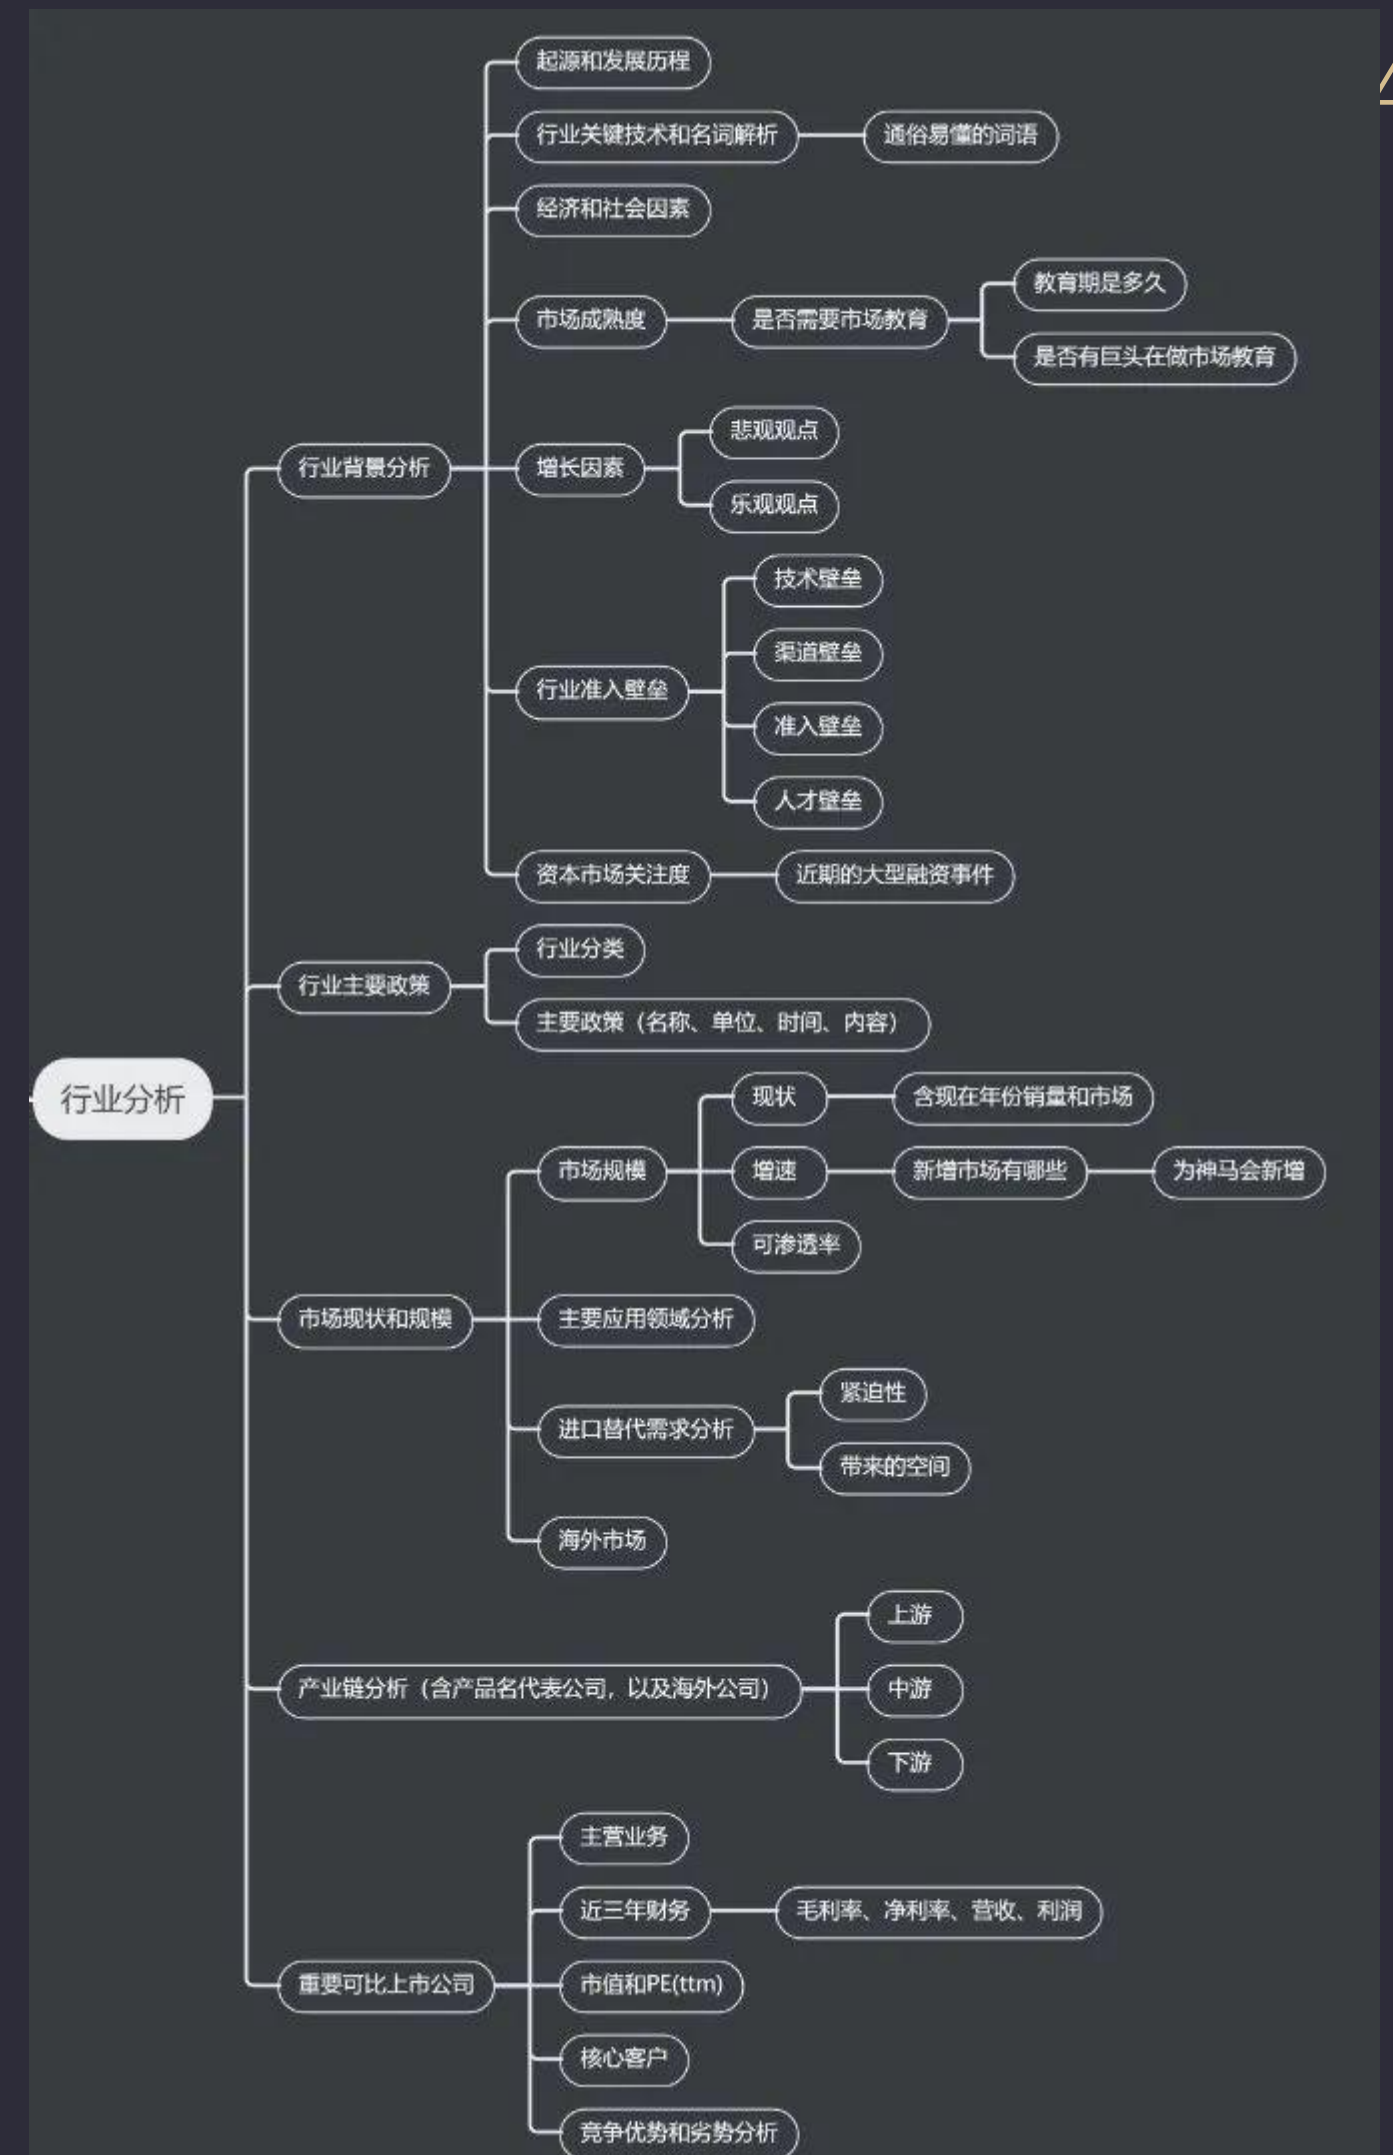 起源和发展历程
行业关键技术和名词解析
通俗易懂的词语
经济和社会因素
市场成熟度
是否需要市场教育
教育期是多久
是否有巨头在做市场教育
行业背景分析
增长因素
悲观观点
乐观观点
行业准入壁垒
技术壁垒
渠道壁垒
准入壁垒
人才壁垒
资本市场关注度
近期的大型融资事件
行业主要政策
行业分类
主要政策（名称、单位、时间、内容）
行业分析
市场现状和规模
市场规模
现状
含现在年份销量和市场
增速
新增市场有哪些
为神马会新增
可渗透率
主要应用领域分析
进口替代需求分析
紧迫性
带来的空间
海外市场
产业链分析（含产品名代表公司，以及海外公司）
上游
中游
下游
重要可比上市公司
主营业务
近三年财务
毛利率、净利率、营收、利润
市值和PE(ttm)
核心客户
竞争优势和劣势分析